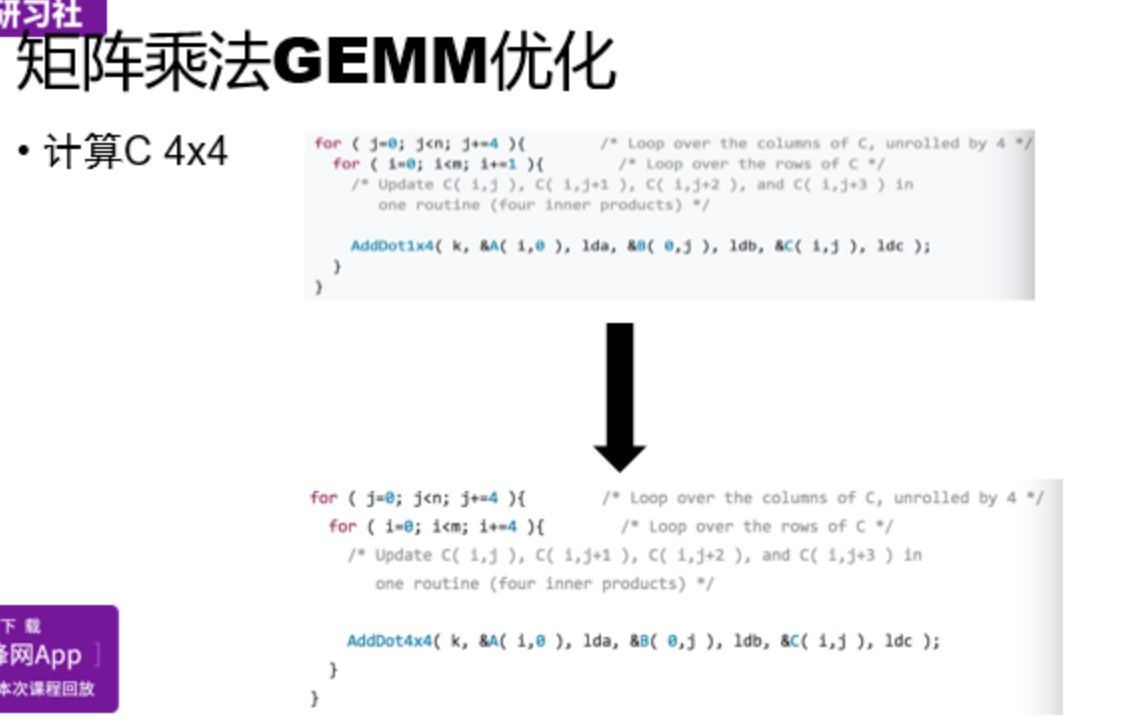 研习社
矩阵乘法GEMM优化
• 计算C 4x4
for ( j=0; j<n; j+=4 ){ /* Loop over the columns of C, unrolled by 4 */
for ( i=0; i<m; i+=1 ){ /* Loop over the rows of C */
/* Update C( i,j ), C( i,j+1 ), C( i,j+2 ), and C( i,j+3 ) in
one routine (four inner products) */
AddDot1x4( k, &A( i,0 ), lda, &B( 0,j ), ldb, &C( i,j ), ldc );
}
}
for ( j=0; j<n; j+=4 ){ /* Loop over the columns of C, unrolled by 4 */
for ( i=0; i<m; i+=4 ){ /* Loop over the rows of C */
/* Update C( i,j ), C( i,j+1 ), C( i,j+2 ), and C( i,j+3 ) in
one routine (four inner products) */
AddDot4x4( k, &A( i,0 ), lda, &B( 0,j ), ldb, &C( i,j ), ldc );
}
}
下 载
网App ]
本次课程回放